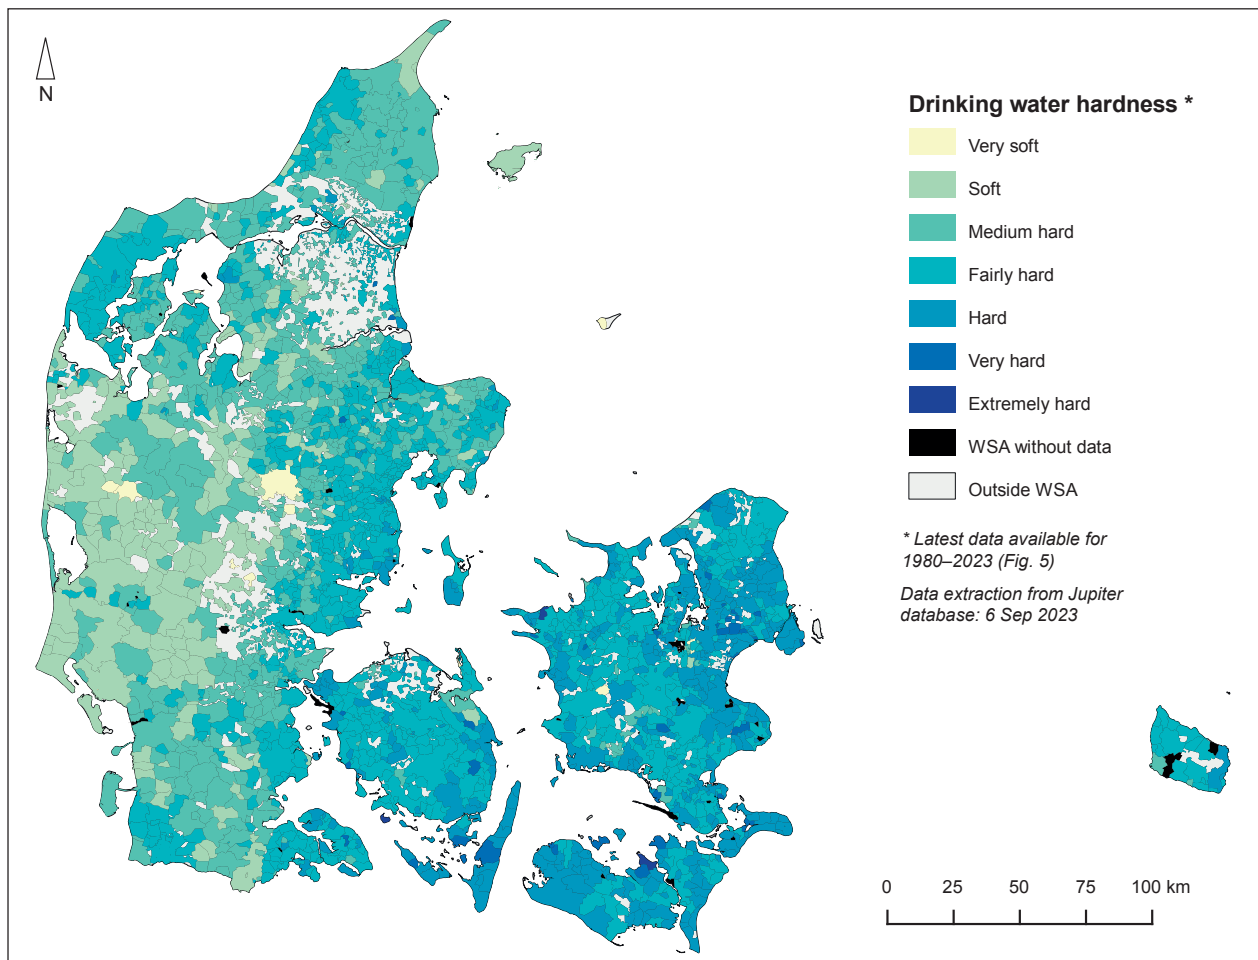 N
Drinking water hardness *
Very soft
Soft
Medium hard
Fairly hard
Hard
Very hard
Extremely hard
WSA without data
Outside WSA
* Latest data available for
1980–2023 (Fig. 5)
Data extraction from Jupiter
database: 6 Sep 2023
0 25 50 75 100 km